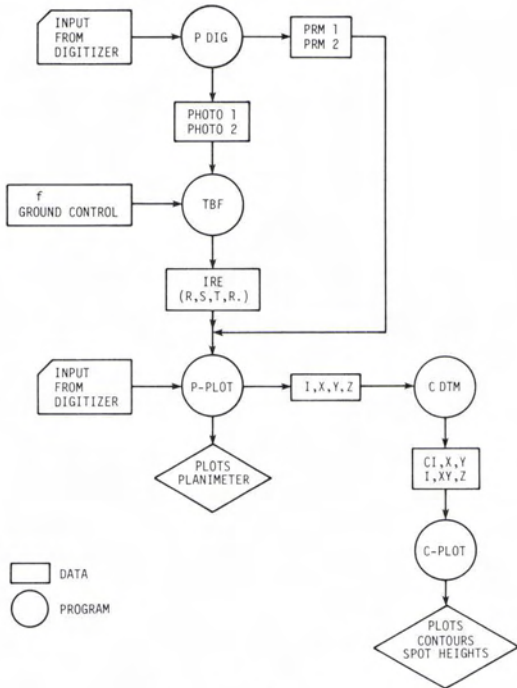 INPUT
FROM
DIGITIZER
P DIG
PRM 1
PRM 2
PHOTO 1
PHOTO 2
f
GROUND CONTROL
TBF
IRE
(R,S,T,R.)
INPUT
FROM
DIGITIZER
P-PLOT
I,X,Y,Z
C DTM
PLOTS
PLANIMETER
CI,X,Y
I,XY,Z
C-PLOT
DATA
PROGRAM
PLOTS
CONTOURS
SPOT HEIGHTS